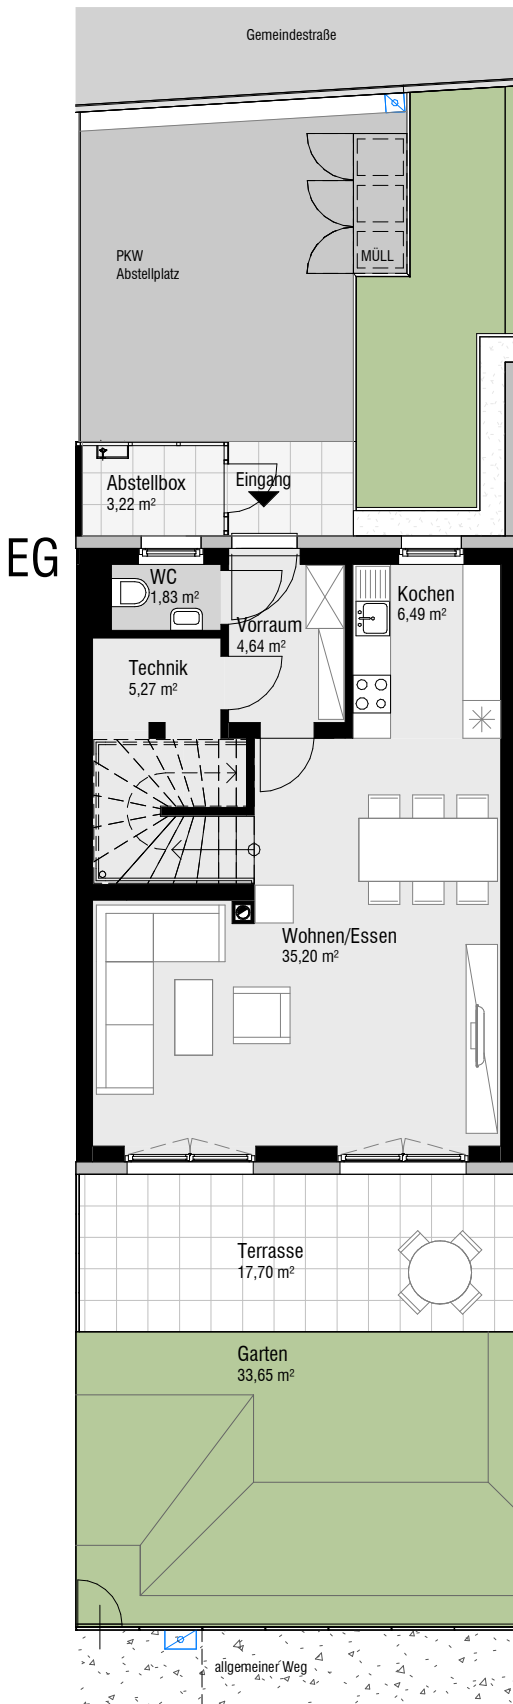 Gemeindestraße
PKW
Abstellplatz
MÜLL
Abstellbox
3,22 m²
Eingang
EG
WC
1,83 m²
Vorraum
4,64 m²
Kochen
6,49 m²
Technik
5,27 m²
Wohnen/Essen
35,20 m²
Terrasse
17,70 m²
Garten
33,65 m²
allgemeiner Weg